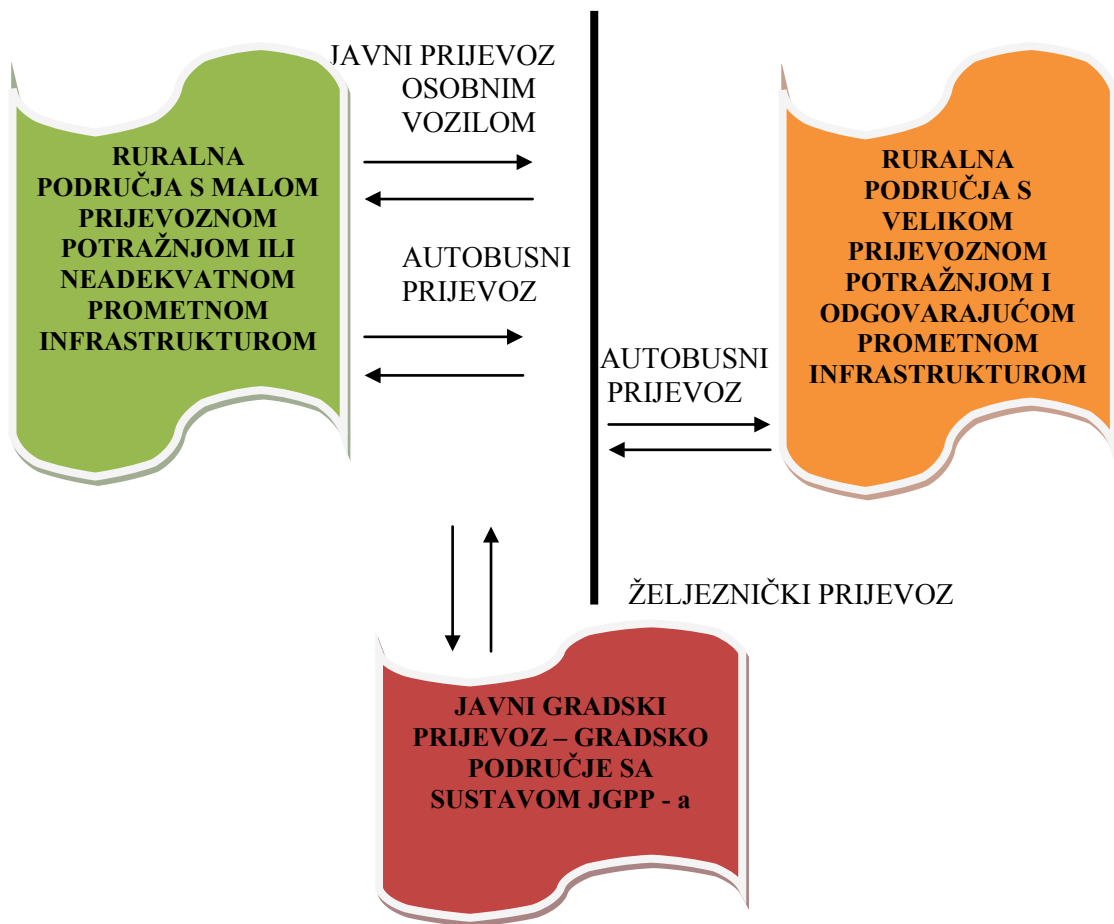 JAVNI PRIJEVOZ
OSOBNIM
VOZILOM
RURALNA
PODRUČJA S MALOM
PRIJEVOZNOM
POTRAŽNJOM ILI
NEADEKVATNOM
PROMETNOM
INFRASTRUKTUROM
AUTOBUSNI
PRIJEVOZ
RURALNA
PODRUČJA S
VELIKOM
PRIJEVOZNOM
POTRAŽNJOM I
ODGOVARAJUĆOM
PROMETNOM
INFRASTRUKTUROM
AUTOBUSNI
PRIJEVOZ
ŽELJEZNIČKI PRIJEVOZ
JAVNI GRADSKI
PRIJEVOZ – GRADSKO
PODRUČJE SA
SUSTAVOM JGPP - a